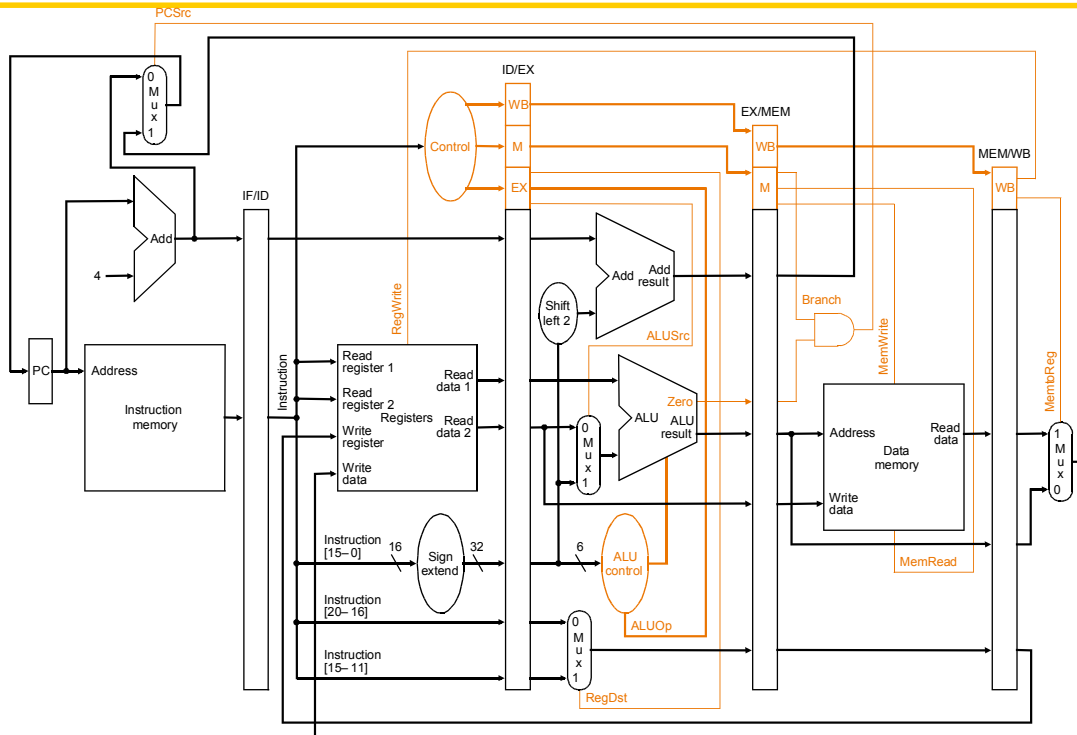 PCSrc
ID/EX
0
M
u
x
1
WB
EX/MEM
Control
M
WB
MEM/WB
EX
M
WB
IF/ID
Add
4
Add
Add
result
RegWrite
Shift
left 2
ALUSrc
Branch
MemWrite
MemtoReg
PC
Address
Instruction
memory
Instruction
Read
register 1
Read
register 2
Write
register
Write
data
Registers
Read
data 1
Read
data 2
0
M
u
x
1
Zero
ALU
ALU
result
Address
Write
data
Data
memory
Read
data
1
M
u
x
0
Instruction
[15–0]
16
Sign
extend
32
6
ALU
control
MemRead
Instruction
[20–16]
ALUOp
0
M
u
x
1
Instruction
[15–11]
RegDst